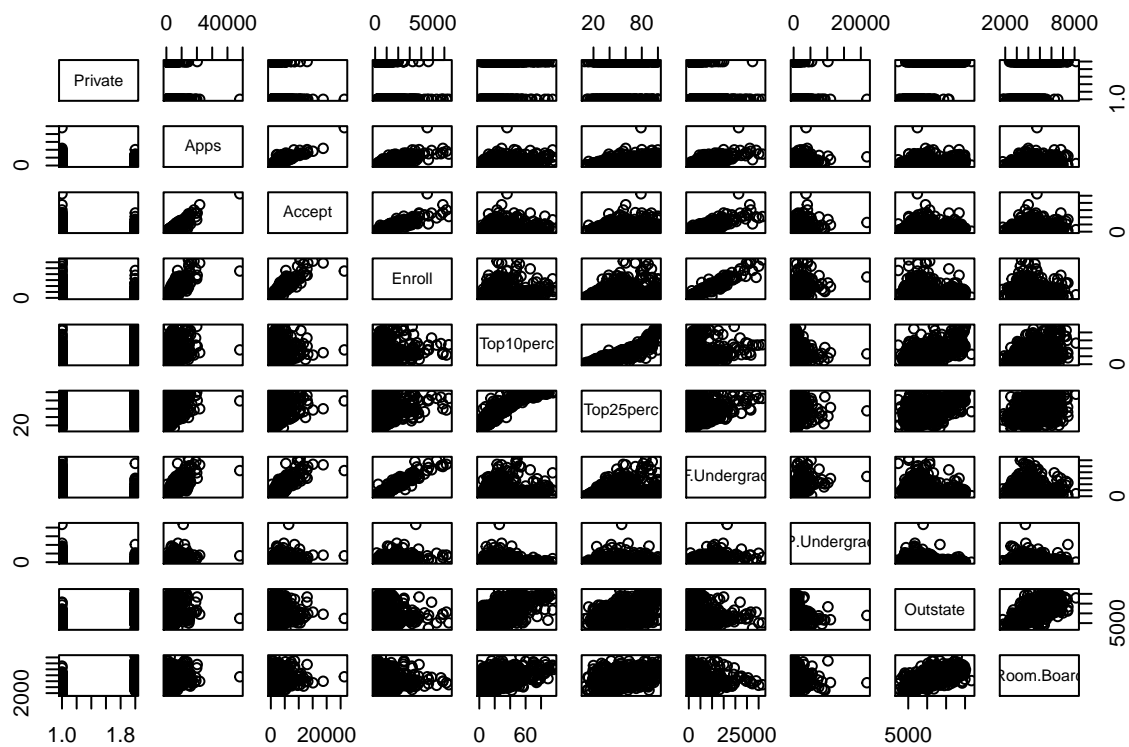 0 40000 0 5000 20 80 0 20000 2000 8000
Private
1.0
Apps
0
Accept
0
Enroll
0
Top10perc
0
Top25perc
20
F.Undergrad
0
P.Undergrad
0
Outstate
5000
Room.Board
2000
1.0 1.8 0 20000 0 60 0 25000 5000